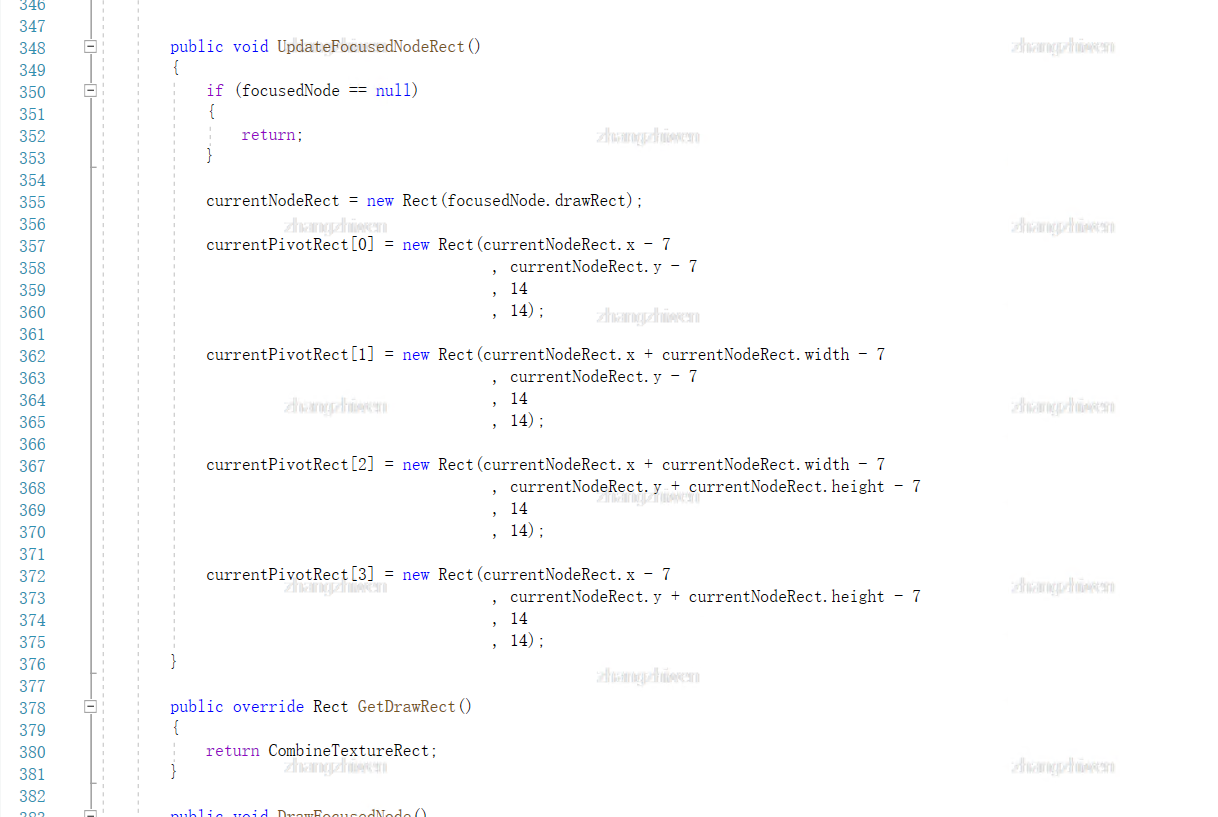 346
347
348 public void UpdateFocusedNodeRect()
349 {
350 if (focusedNode == null)
351 {
352 return;
353 }
354
355 currentNodeRect = new Rect(focusedNode.drawRect);
356
357 currentPivotRect[0] = new Rect(currentNodeRect.x - 7
358 , currentNodeRect.y - 7
359 , 14
360 , 14);
361
362 currentPivotRect[1] = new Rect(currentNodeRect.x + currentNodeRect.width - 7
363 , currentNodeRect.y - 7
364 , 14
365 , 14);
366
367 currentPivotRect[2] = new Rect(currentNodeRect.x + currentNodeRect.width - 7
368 , currentNodeRect.y + currentNodeRect.height - 7
369 , 14
370 , 14);
371
372 currentPivotRect[3] = new Rect(currentNodeRect.x - 7
373 , currentNodeRect.y + currentNodeRect.height - 7
374 , 14
375 , 14);
376 }
377
378 public override Rect GetDrawRect()
379 {
380 return CombineTextureRect;
381 }
382
383 public void DrawFocusedNode()